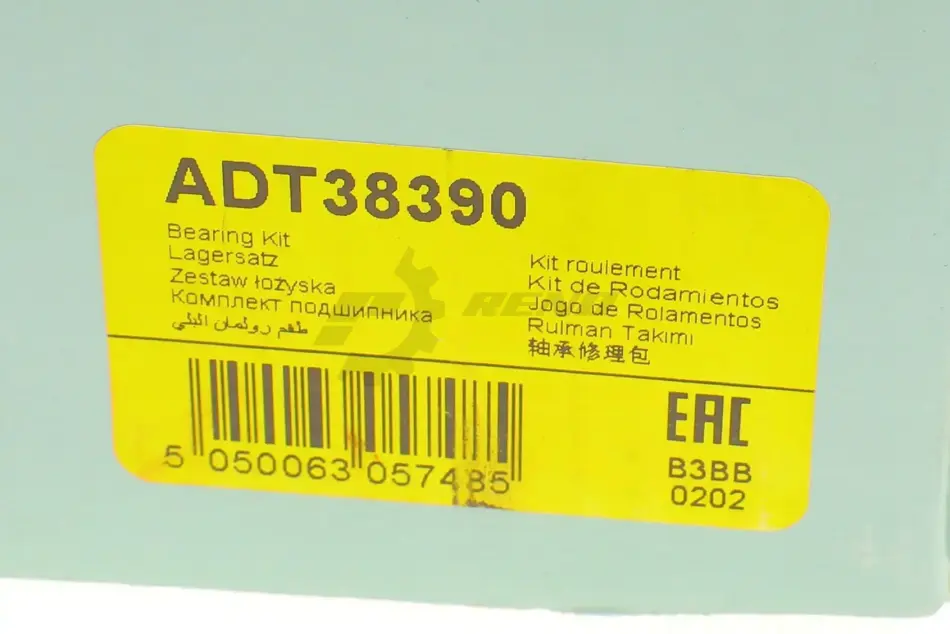 ADT38390
Bearing Kit
Lagersatz
Zestaw łożyska
Комплект подшипника
طقم رولمان البلي
Kit roulement
Kit de Rodamientos
Jogo de Rolamentos
Rulman Takımı
轴承修理包
5 050063 057485
EAC
B3BB
0202